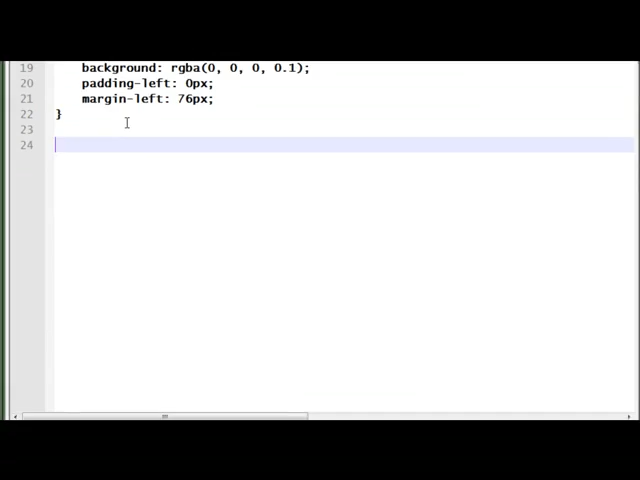 19 background: rgba(0, 0, 0, 0.1);
20 padding-left: 0px;
21 margin-left: 76px;
22 }
23
24